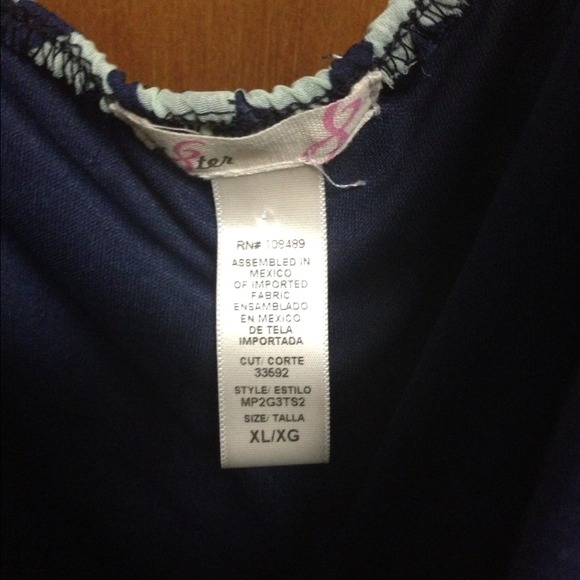 ter
RN# 108489
ASSEMBLED IN
MEXICO
OF IMPORTED
FABRIC
ENSAMBLADO
EN MEXICO
DE TELA
IMPORTADA
CUT/ CORTE
33592
STYLE/ ESTILO
MP2G3TS2
SIZE/ TALLA
XL/XG